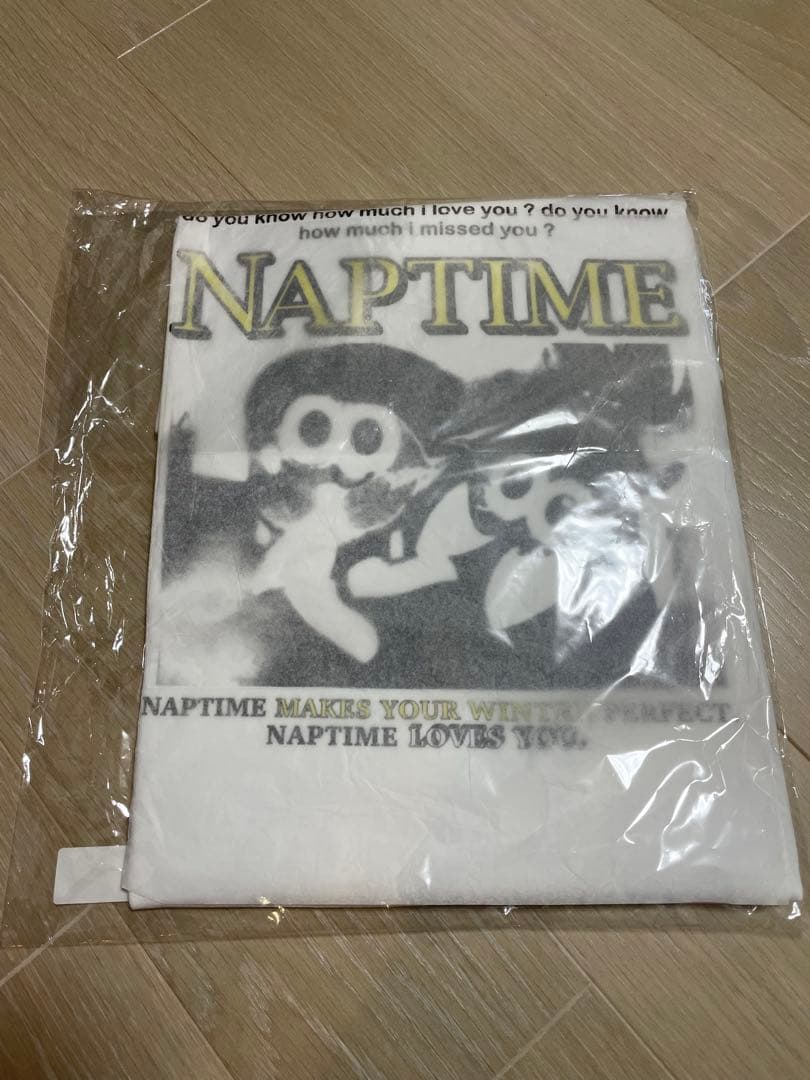 do you know how much i love you ? do you know
how much i missed you ?
NAPTIME
NAPTIME MAKES YOUR WINTER PERFECT
NAPTIME LOVES YOU.